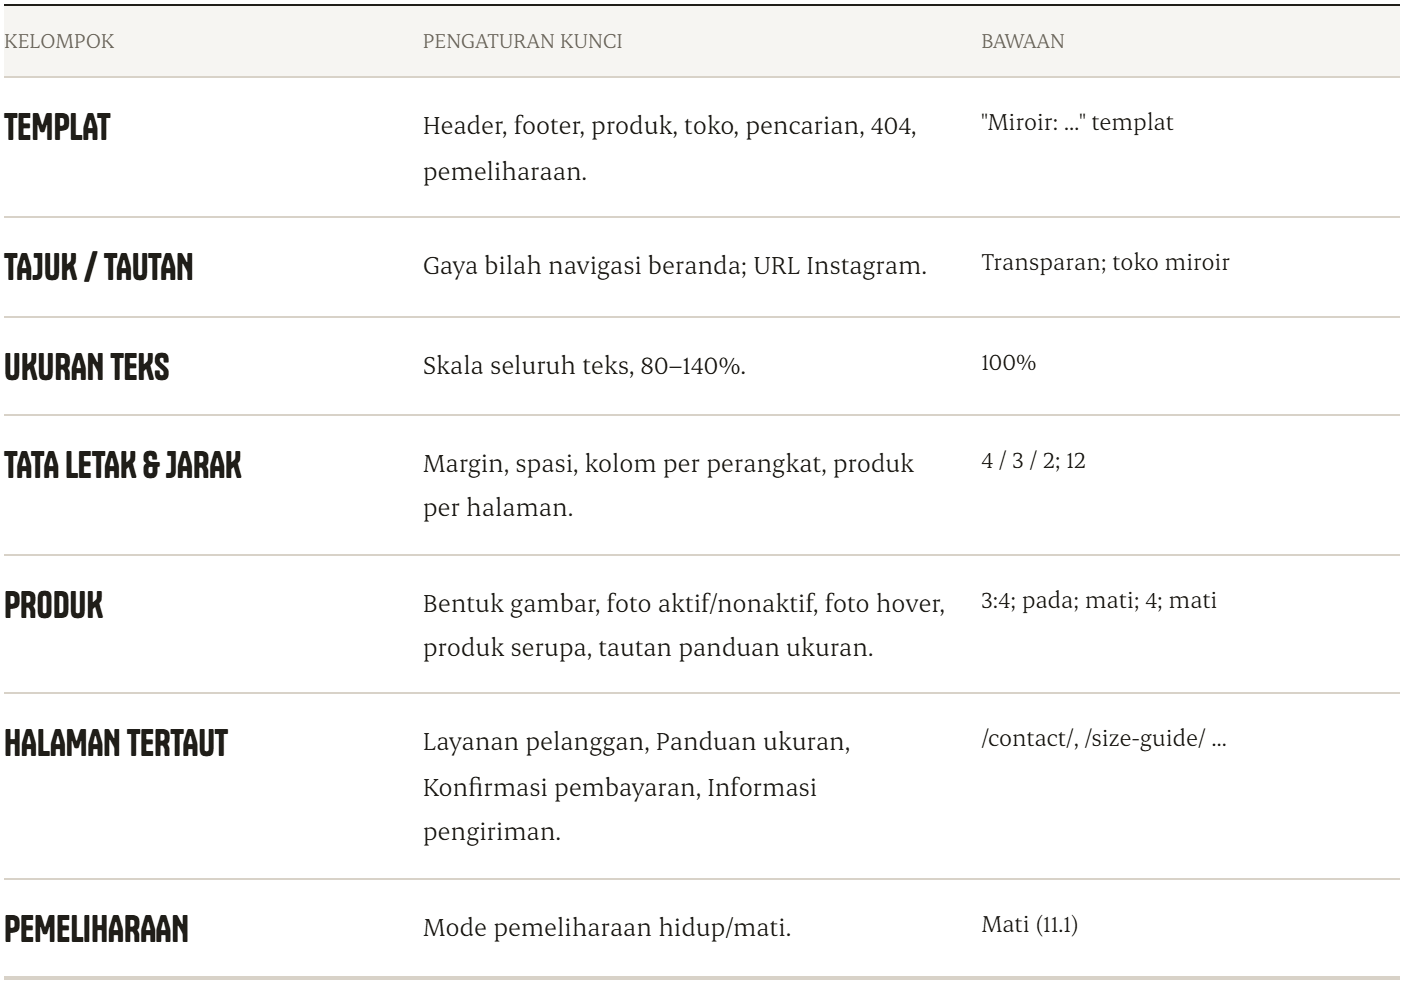 KELOMPOK PENGATURAN KUNCI BAWAAN
TEMPLAT Header, footer, produk, toko, pencarian, 404, "Miroir: ..." templat
pemeliharaan.
TAJUK / TAUTAN Gaya bilah navigasi beranda; URL Instagram. Transparan; toko miroir
UKURAN TEKS Skala seluruh teks, 80–140%. 100%
TATA LETAK & JARAK Margin, spasi, kolom per perangkat, produk 4 / 3 / 2; 12
per halaman.
PRODUK Bentuk gambar, foto aktif/nonaktif, foto hover, 3:4; pada; mati; 4; mati
produk serupa, tautan panduan ukuran.
HALAMAN TERTAUT Layanan pelanggan, Panduan ukuran, /contact/, /size-guide/ ...
Konfirmasi pembayaran, Informasi
pengiriman.
PEMELIHARAAN Mode pemeliharaan hidup/mati. Mati (11.1)